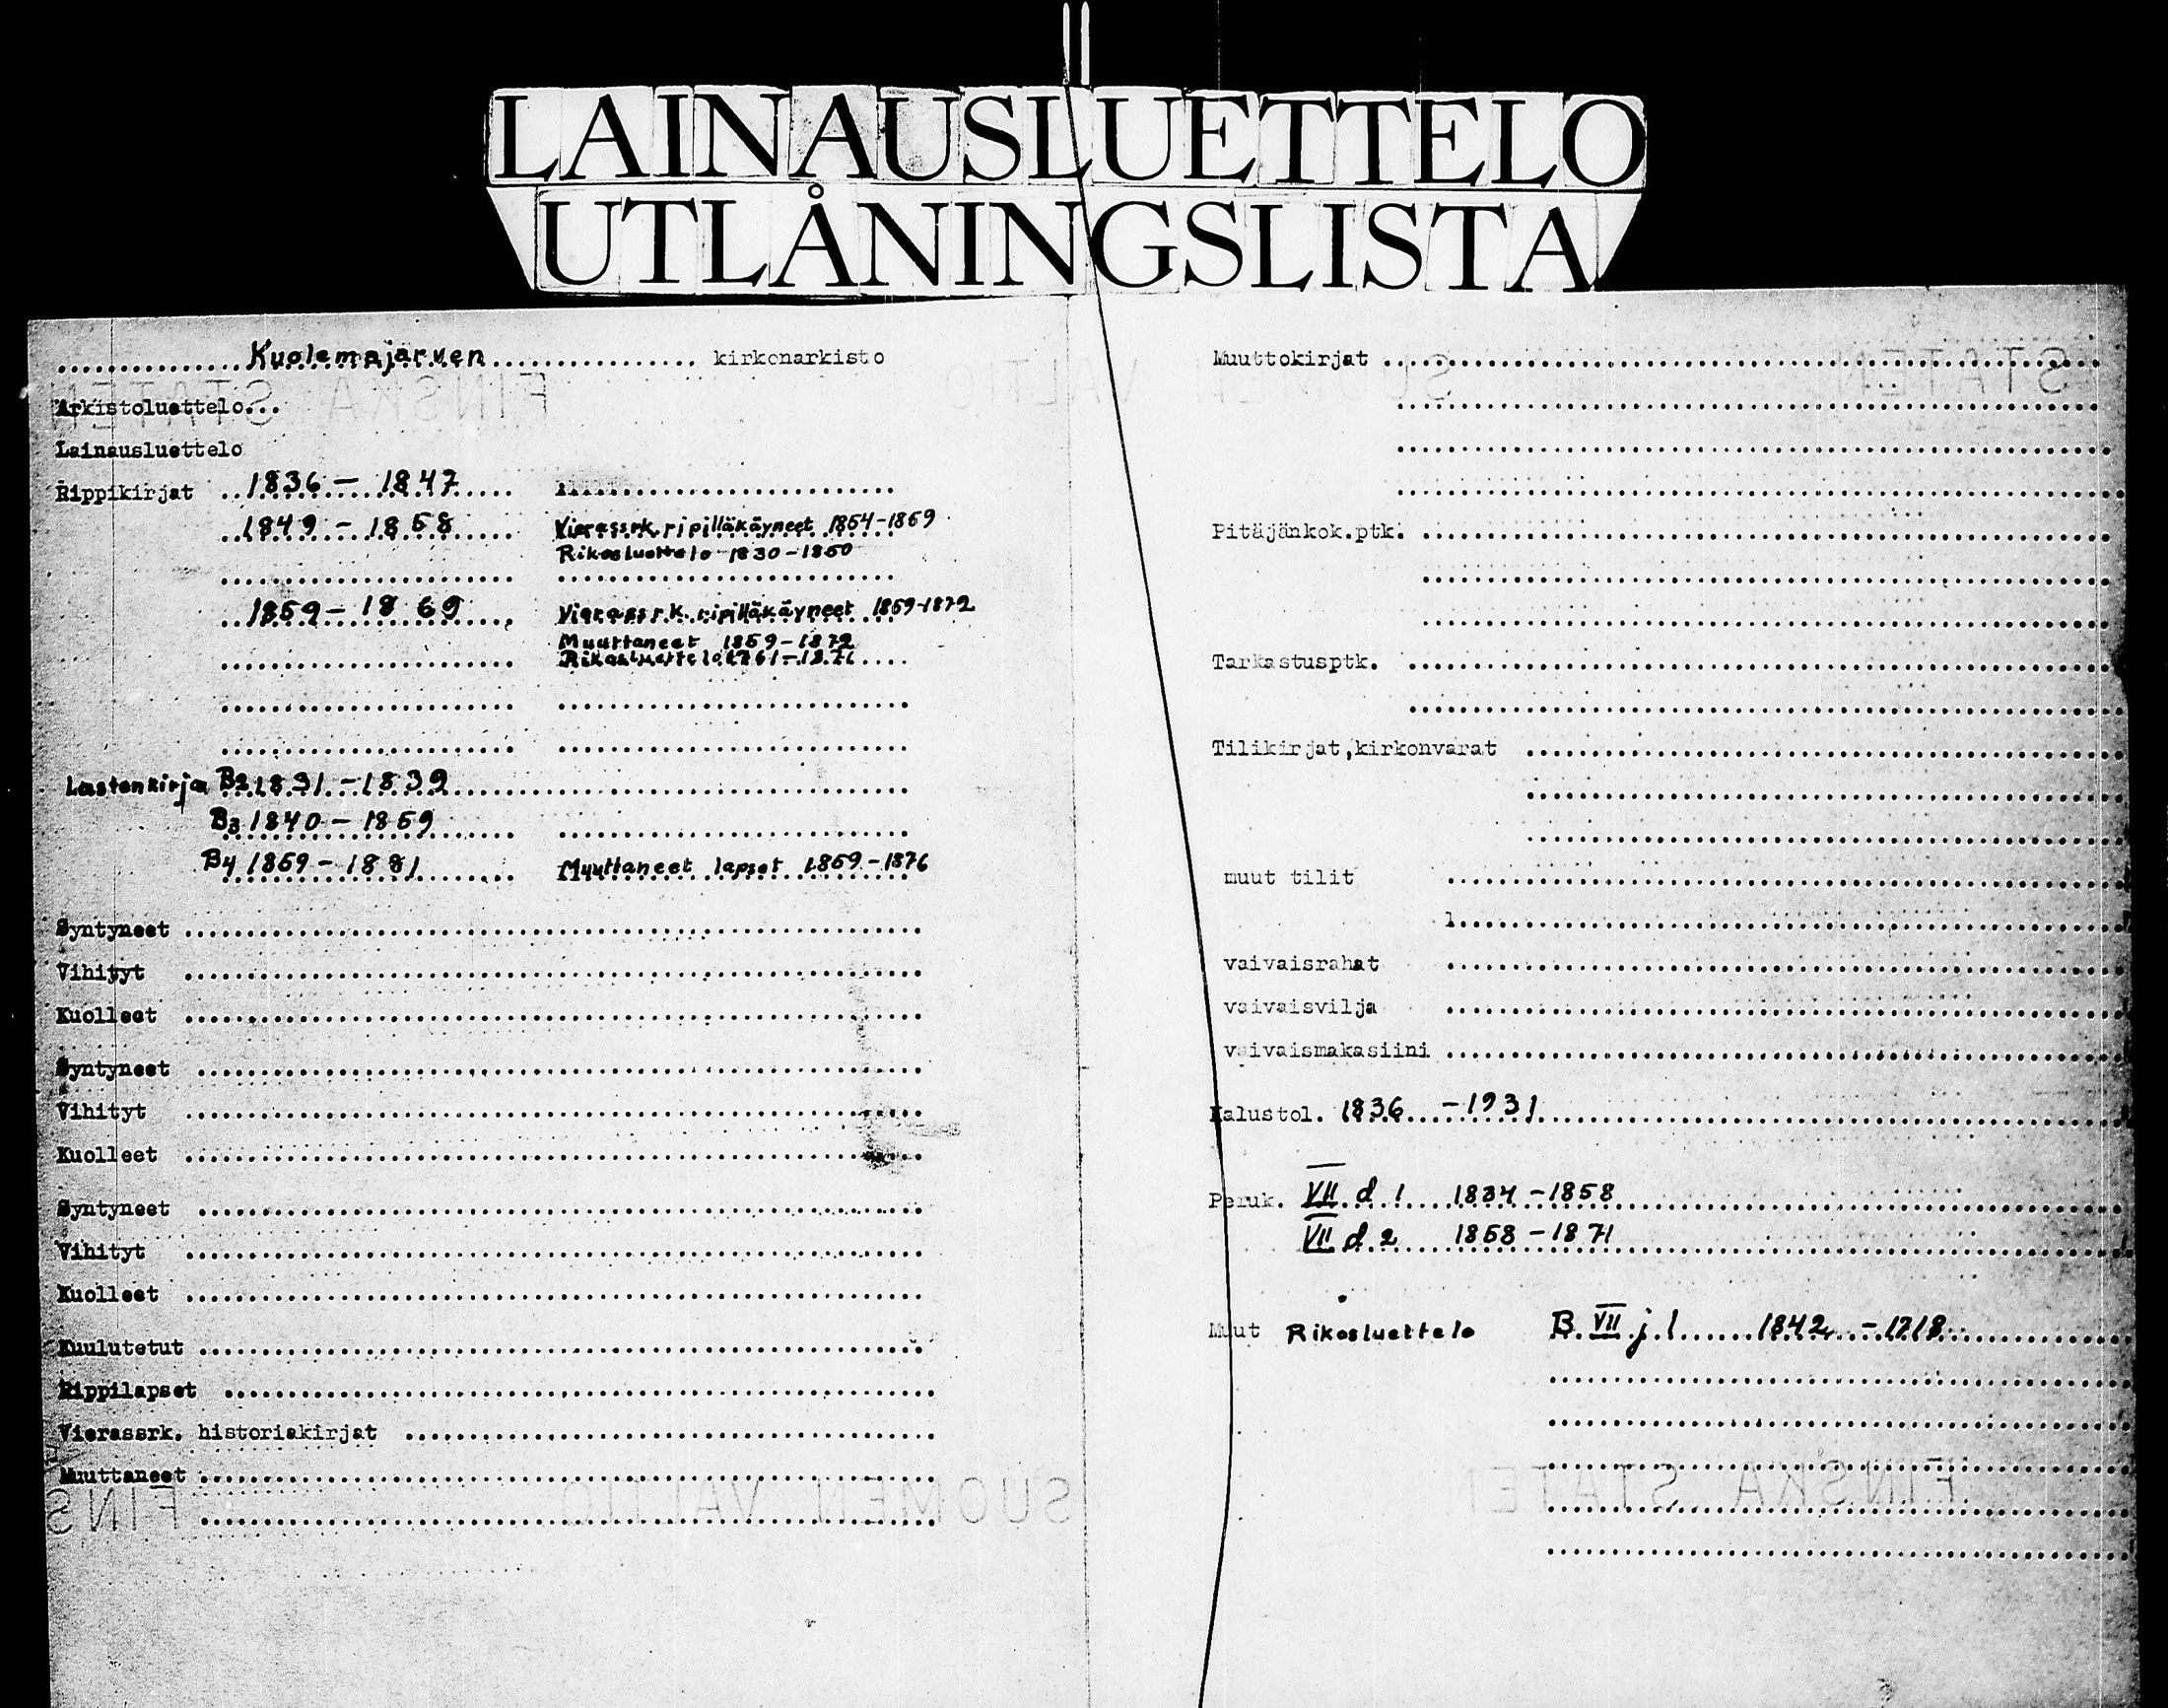 LAINAUSLUETTELO
UTLÅNINGSLISTA
Kuolemajarven kirkonarkisto
Arkistoluettelo
Lainausluettelo
Rippikirjat 1836 - 1847
1849 - 1858 Vierassrk. ripilläkäyneet 1854-1859
Rikosluettelo 1830-1860
1859 - 1869 Vierassrk. ripilläkäyneet 1859-1872
Muuttaneet 1859-1872
Rikosluettelo
Lastenkirja B2 1831 - 1839
B3 1840 - 1859
B4 1859 - 1881 Muuttaneet lapset 1859-1876
Syntyneet
Vihityt
Kuolleet
Syntyneet
Vihityt
Kuolleet
Syntyneet
Vihityt
Kuolleet
Kuulutetut
Rippilapset
Vierassrk. historiakirjat
Muuttaneet
Muuttokirjat
Pitäjänkok.ptk.
Tarkastusptk.
Tilikirjat,kirkonvarat
muut tilit
vaivaisrahat
vaivaisvilja
vaivaismakasiini
Kalustol. 1836 - 1931
Peruk. VII d 1 1834 - 1858
VII d 2 1858 - 1871
Muut Rikosluettelo B. VII j. 1 1842
SUOMEN VALTIO
FINSKA STATEN